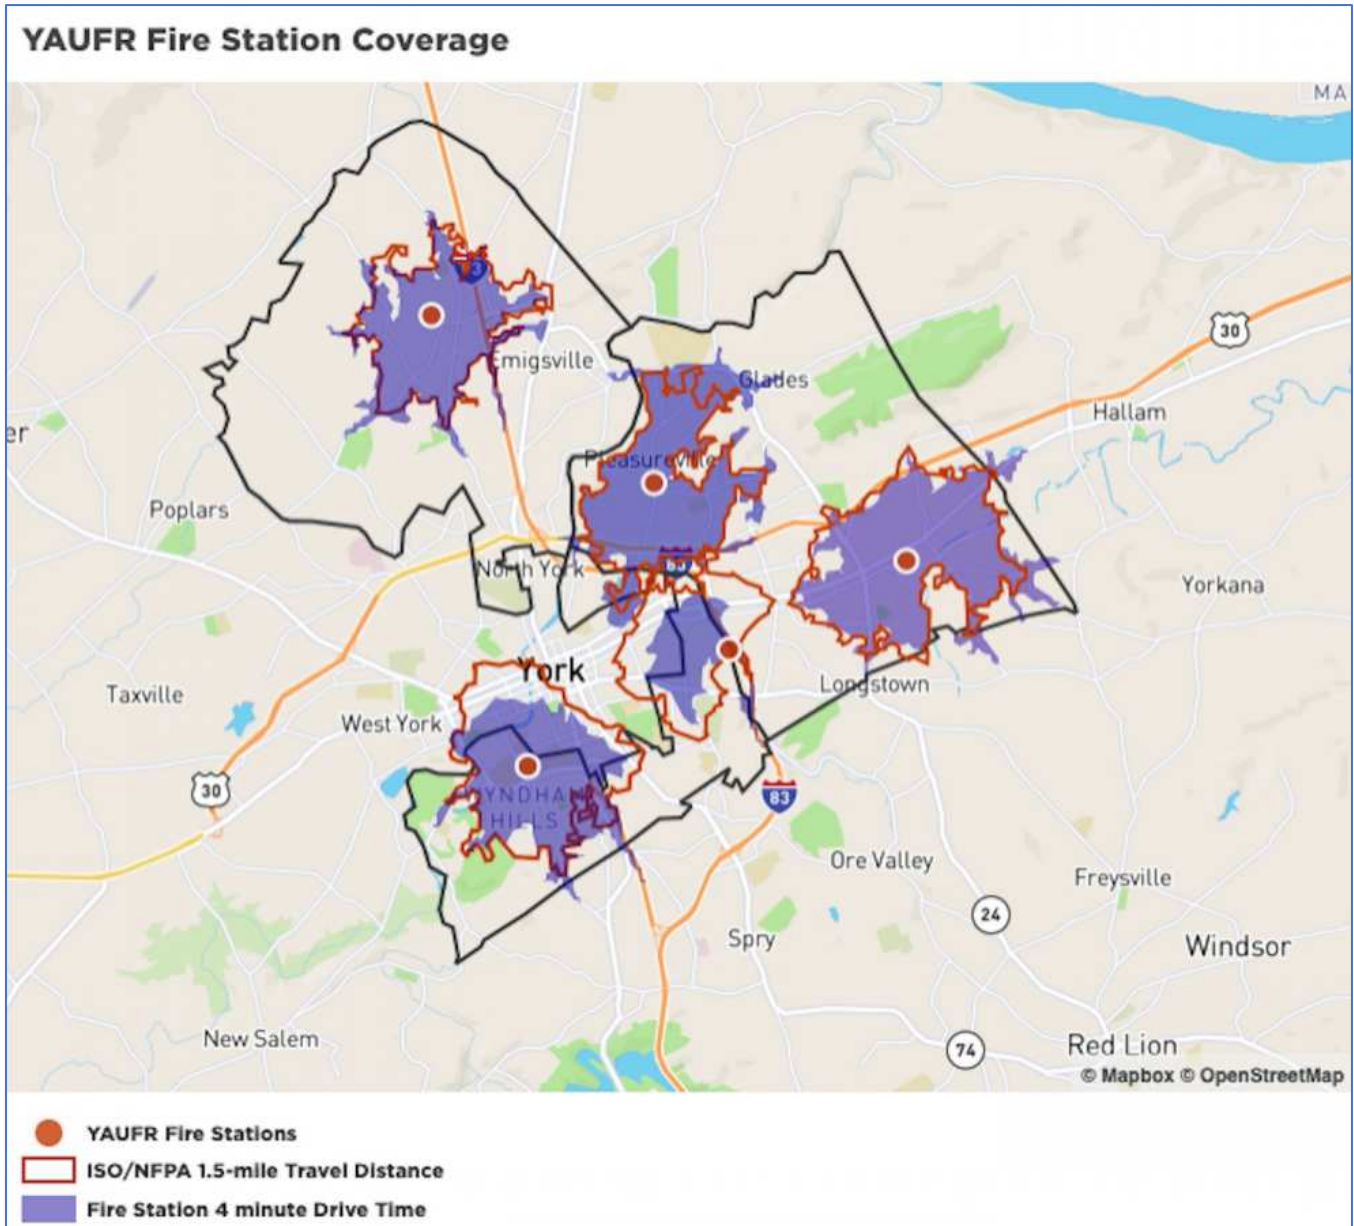 YAUFR Fire Station Coverage
MA
Emigsville
30
Glades
Hallam
er
Pleasureville
Poplars
North York
Yorkana
York
Longstown
Taxville
West York
30
WYNDHAM
HILLS
83
Ore Valley
Freysville
24
Spry
Windsor
New Salem
74
Red Lion
© Mapbox © OpenStreetMap
YAUFR Fire Stations
ISO/NFPA 1.5-mile Travel Distance
Fire Station 4 minute Drive Time